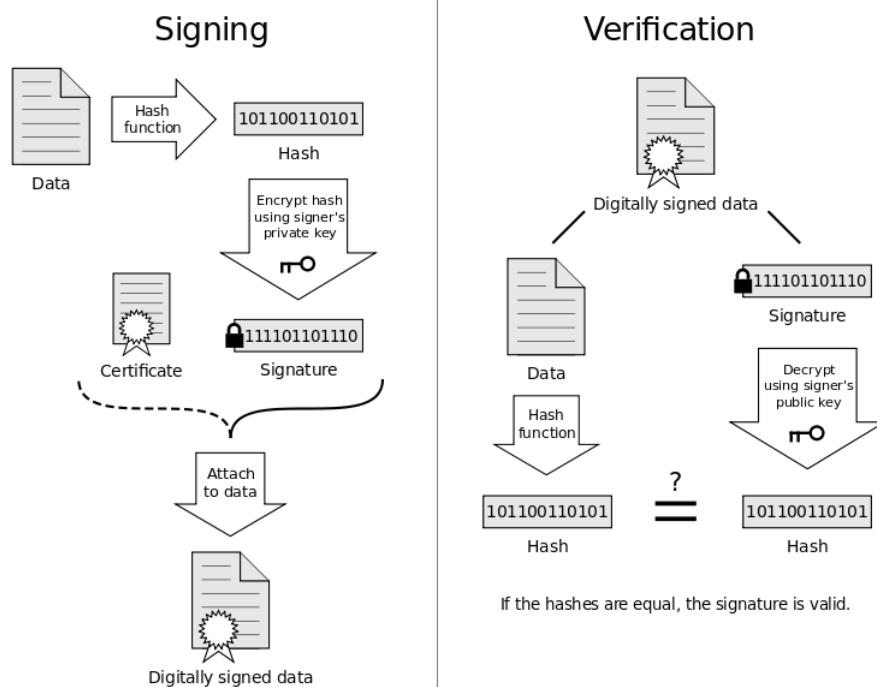 Signing
Hash
function
101100110101
Hash
Data
Encrypt hash
using signer's
private key
111101101110
Certificate
Signature
Attach
to data
Digitally signed data
Verification
Digitally signed data
Data
111101101110
Signature
Hash
function
Decrypt
using signer's
public key
101100110101
Hash
?
=
101100110101
Hash
If the hashes are equal, the signature is valid.